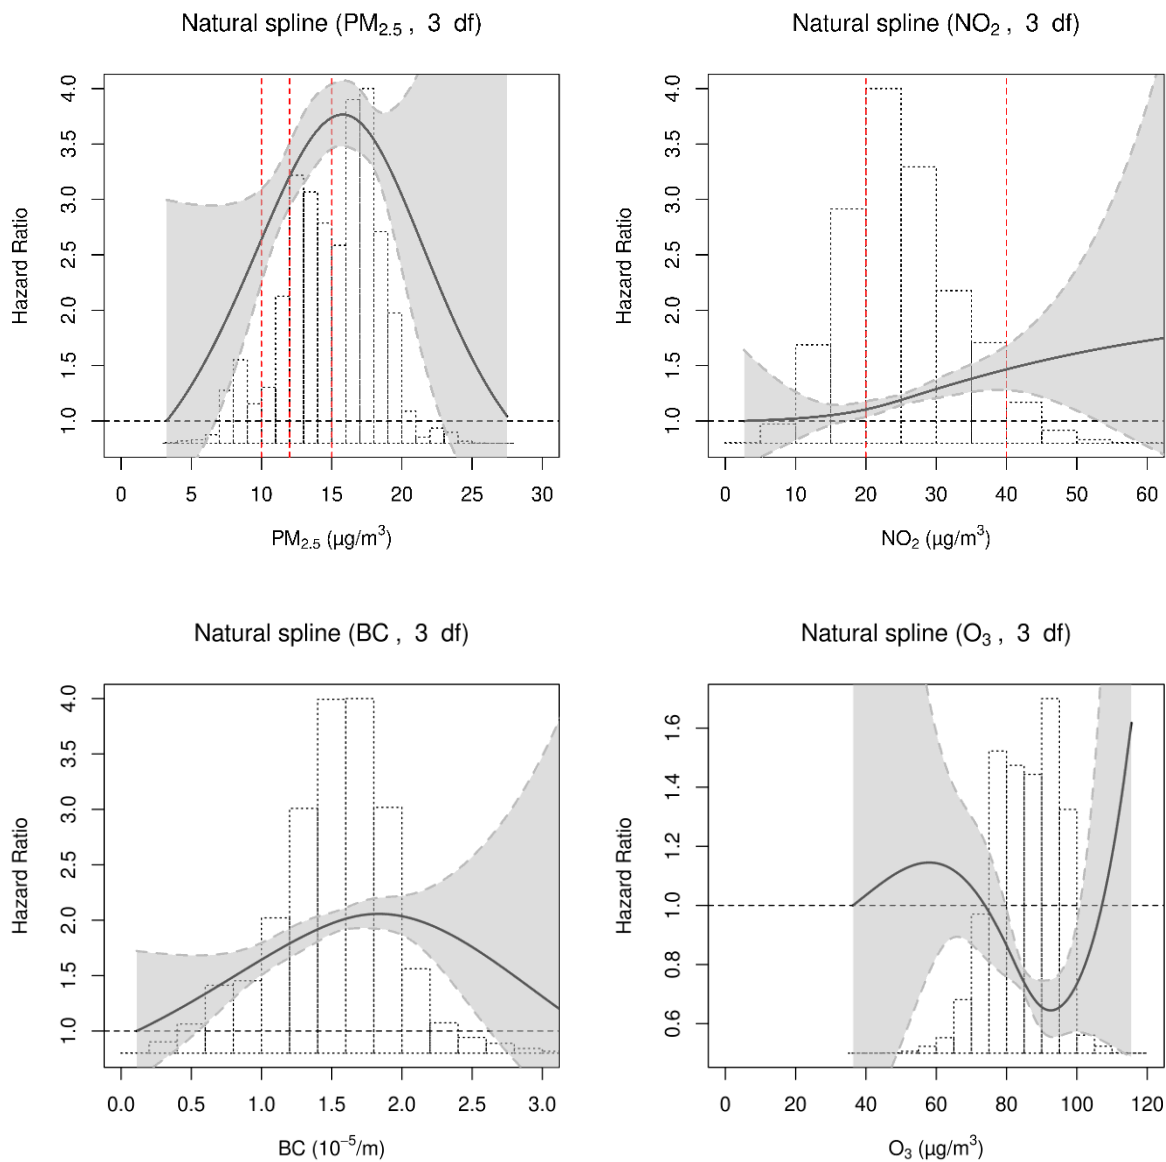 Natural spline (PM₂.₅ , 3 df)
Hazard Ratio
4.0
3.5
3.0
2.5
2.0
1.5
1.0
0 5 10 15 20 25 30
PM₂.₅ (µg/m³)
Natural spline (NO₂ , 3 df)
Hazard Ratio
4.0
3.5
3.0
2.5
2.0
1.5
1.0
0 10 20 30 40 50 60
NO₂ (µg/m³)
Natural spline (BC , 3 df)
Hazard Ratio
4.0
3.5
3.0
2.5
2.0
1.5
1.0
0.0 0.5 1.0 1.5 2.0 2.5 3.0
BC (10⁻⁵/m)
Natural spline (O₃ , 3 df)
Hazard Ratio
1.6
1.4
1.2
1.0
0.8
0.6
0 20 40 60 80 100 120
O₃ (µg/m³)